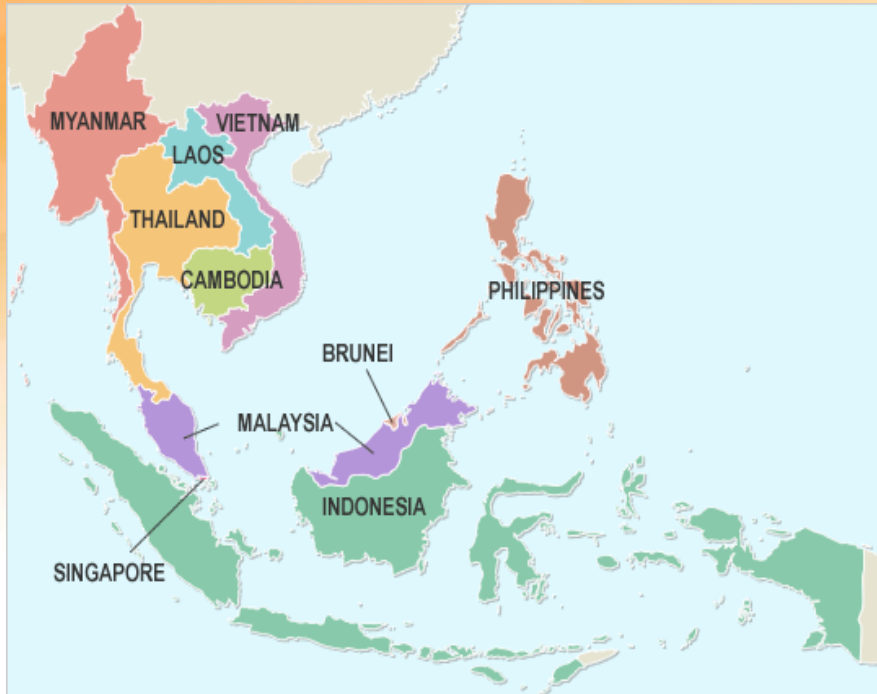 MYANMAR
VIETNAM
LAOS
THAILAND
CAMBODIA
PHILIPPINES
BRUNEI
MALAYSIA
INDONESIA
SINGAPORE